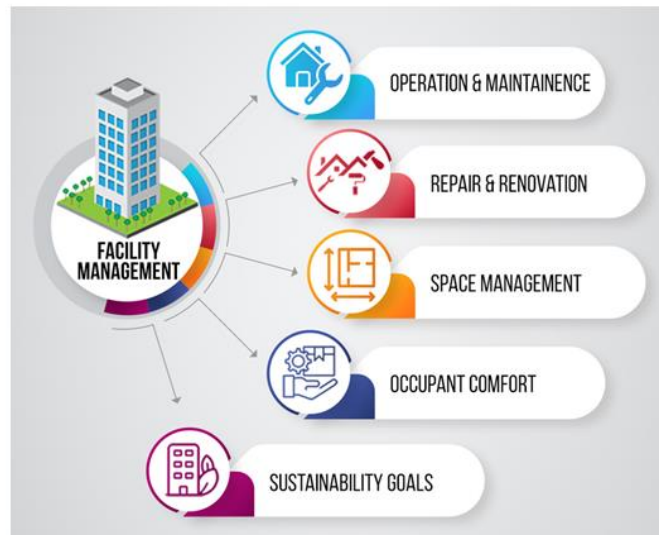 FACILITY
MANAGEMENT
OPERATION & MAINTAINENCE
REPAIR & RENOVATION
SPACE MANAGEMENT
OCCUPANT COMFORT
SUSTAINABILITY GOALS